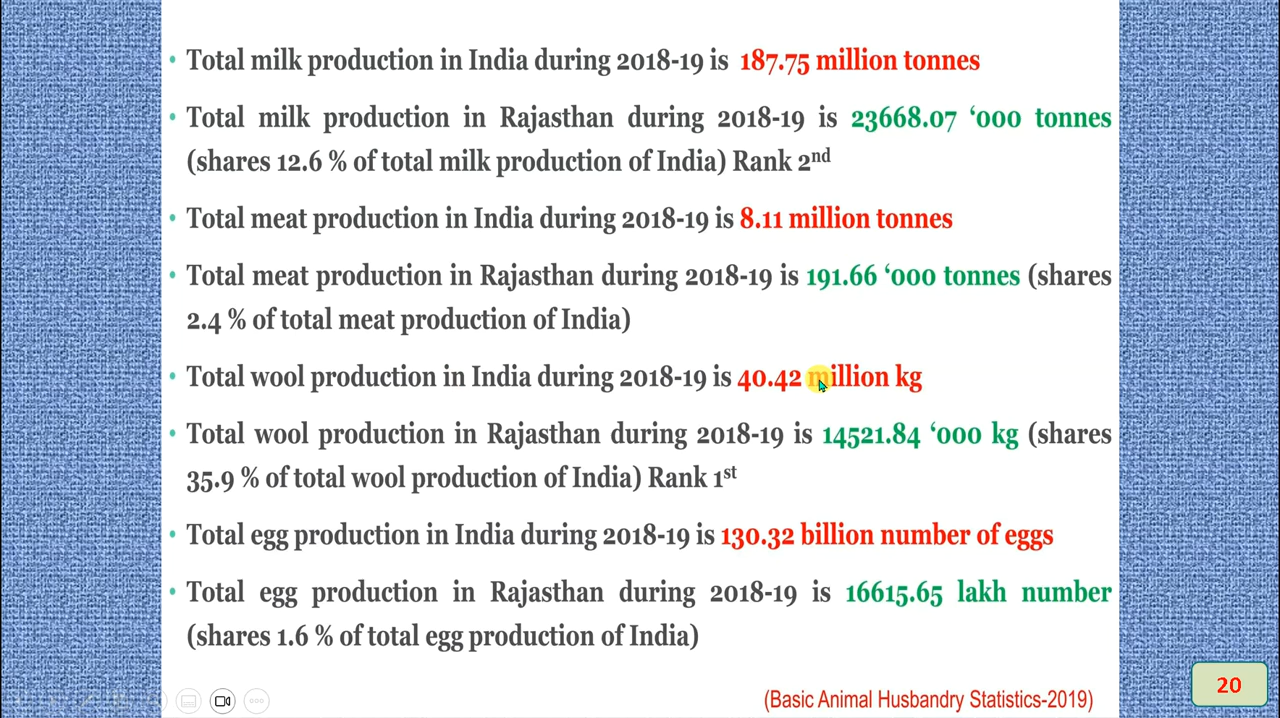 • Total milk production in India during 2018-19 is 187.75 million tonnes
• Total milk production in Rajasthan during 2018-19 is 23668.07 ‘000 tonnes
(shares 12.6 % of total milk production of India) Rank 2nd
• Total meat production in India during 2018-19 is 8.11 million tonnes
• Total meat production in Rajasthan during 2018-19 is 191.66 ‘000 tonnes (shares
2.4 % of total meat production of India)
• Total wool production in India during 2018-19 is 40.42 million kg
• Total wool production in Rajasthan during 2018-19 is 14521.84 ‘000 kg (shares
35.9 % of total wool production of India) Rank 1st
• Total egg production in India during 2018-19 is 130.32 billion number of eggs
• Total egg production in Rajasthan during 2018-19 is 16615.65 lakh number
(shares 1.6 % of total egg production of India)
(Basic Animal Husbandry Statistics-2019)
20